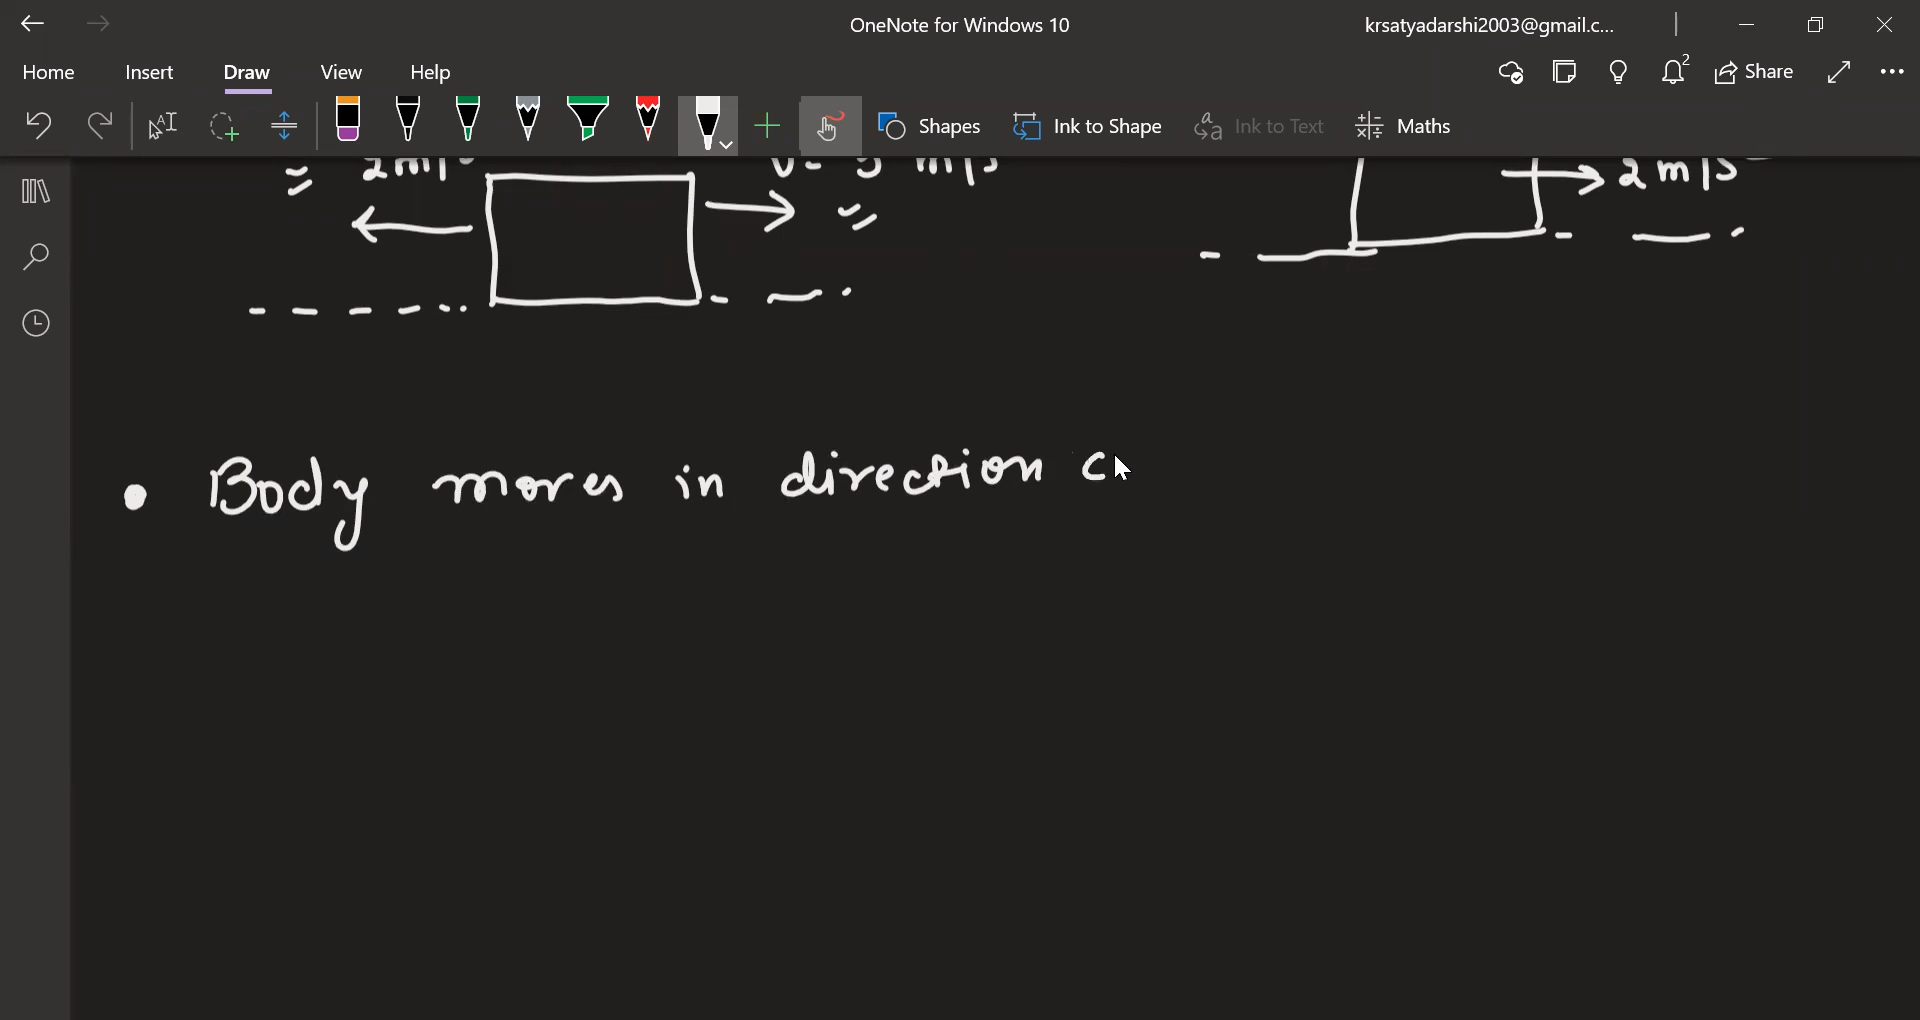 OneNote for Windows 10
krsatyadarshi2003@gmail.c...
Home Insert Draw View Help
2 Share
Shapes Ink to Shape Ink to Text Maths
2 m/s
Body moves in direction